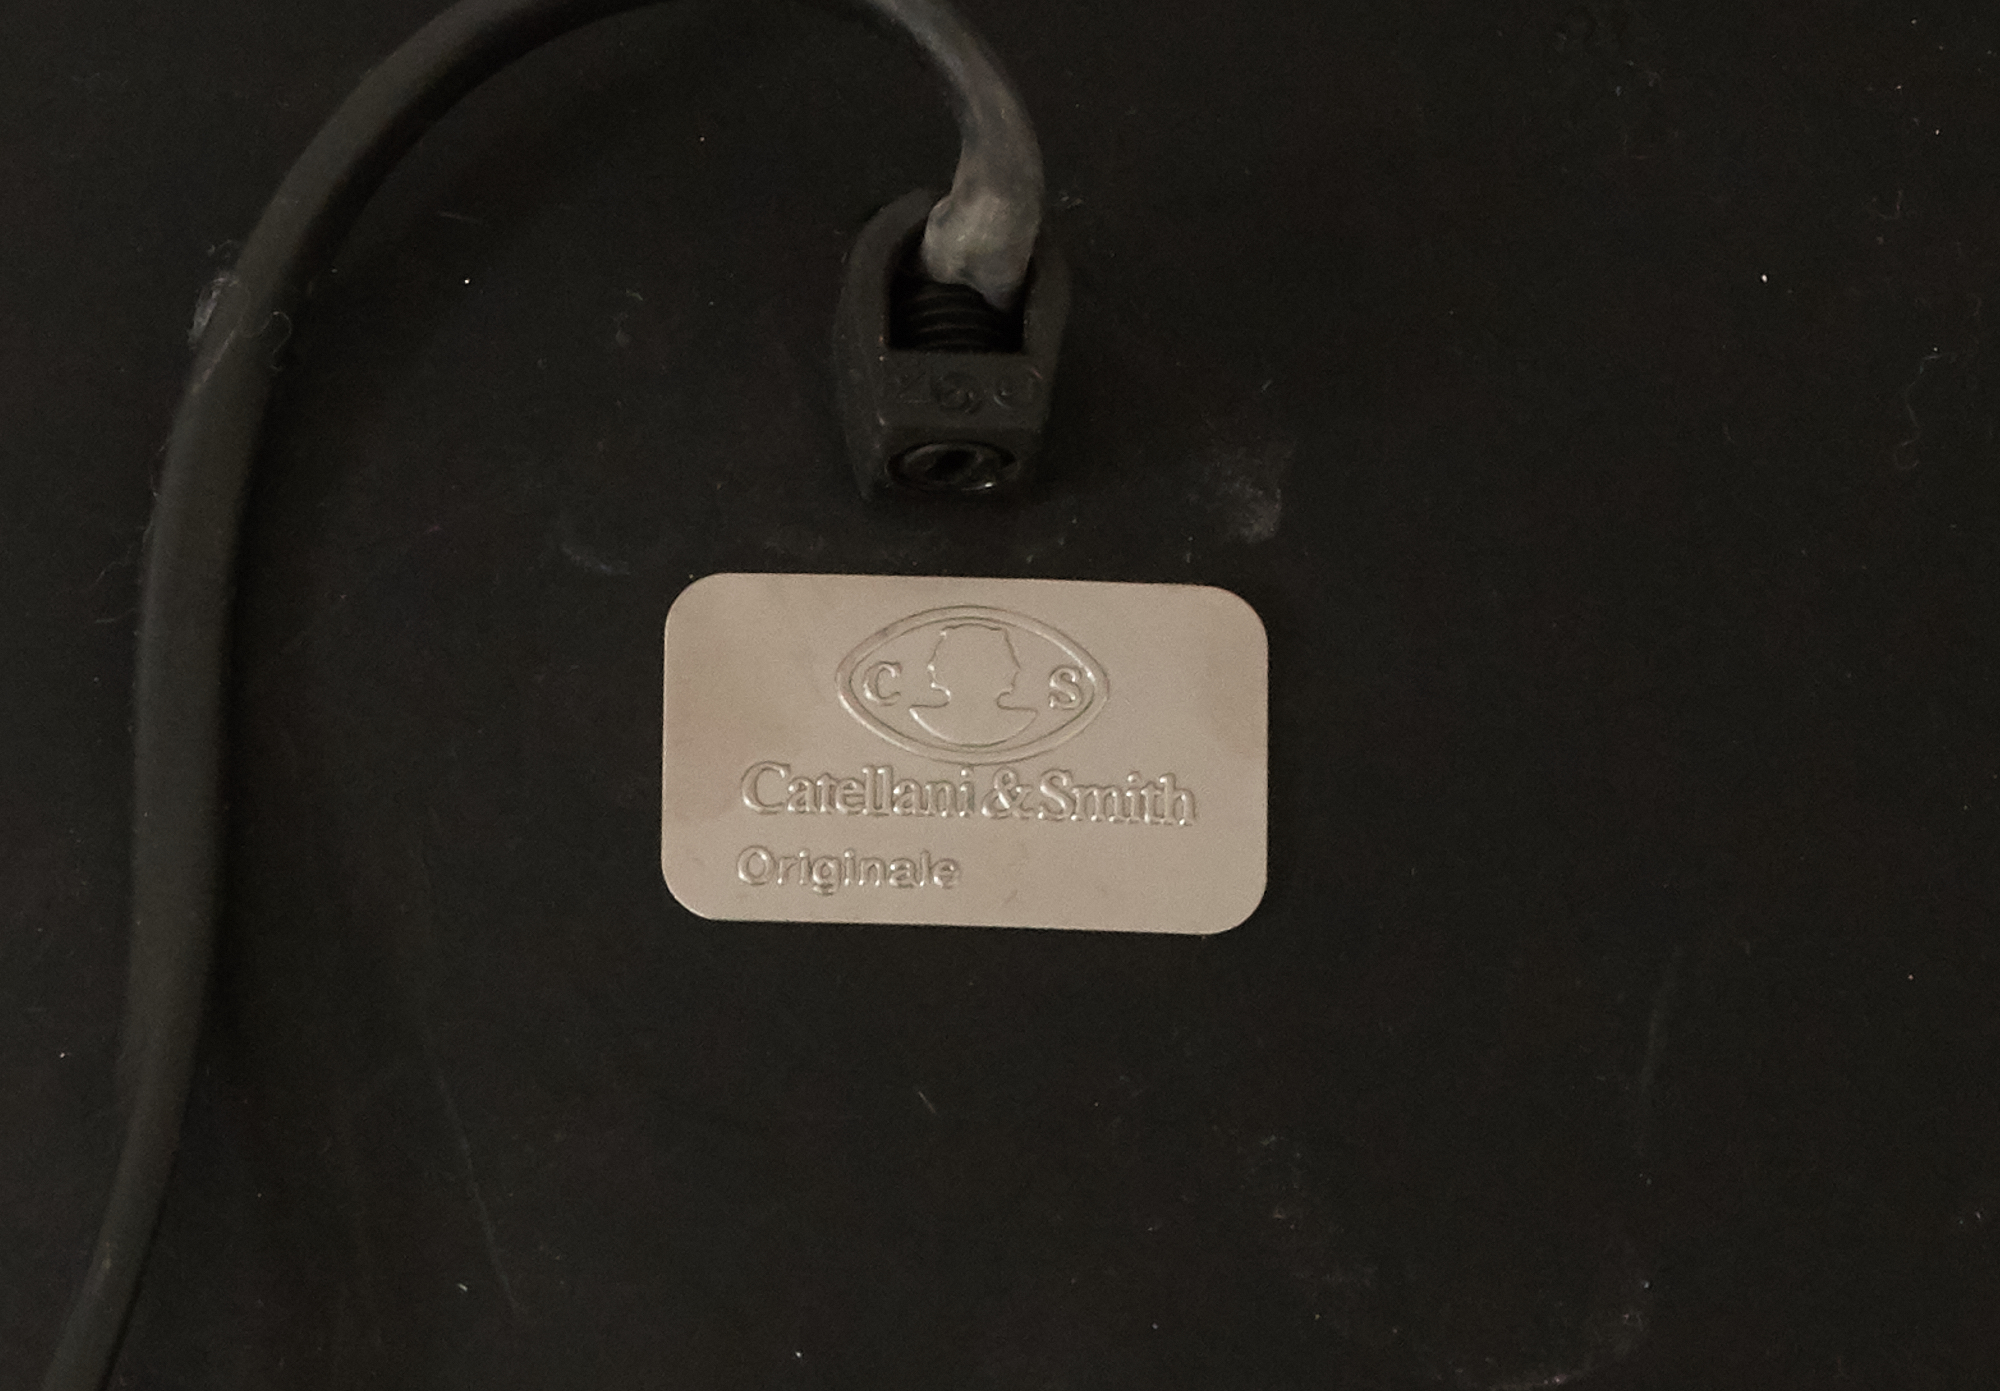 C S
Catellani & Smith
Originale